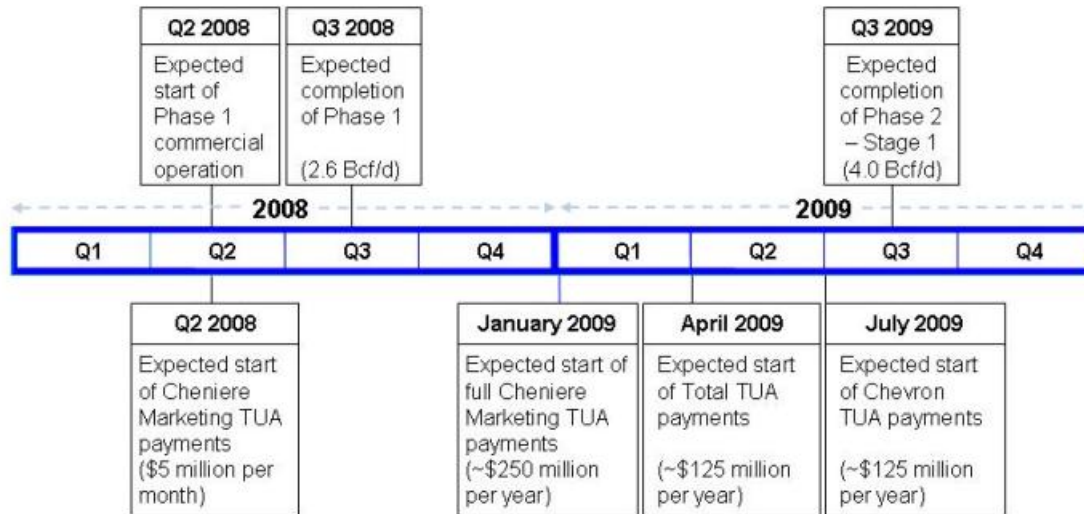 Q2 2008
Expected
start of
Phase 1
commercial
operation
Q3 2008
Expected
completion
of Phase 1
(2.6 Bcf/d)
Q3 2009
Expected
completion
of Phase 2
– Stage 1
(4.0 Bcf/d)
2008
2009
Q1 Q2 Q3 Q4 Q1 Q2 Q3 Q4
Q2 2008
Expected start
of Cheniere
Marketing TUA
payments
($5 million per
month)
January 2009
Expected start of
full Cheniere
Marketing TUA
payments
(~$250 million
per year)
April 2009
Expected start
of Total TUA
payments
(~$125 million
per year)
July 2009
Expected start
of Chevron
TUA payments
(~$125 million
per year)